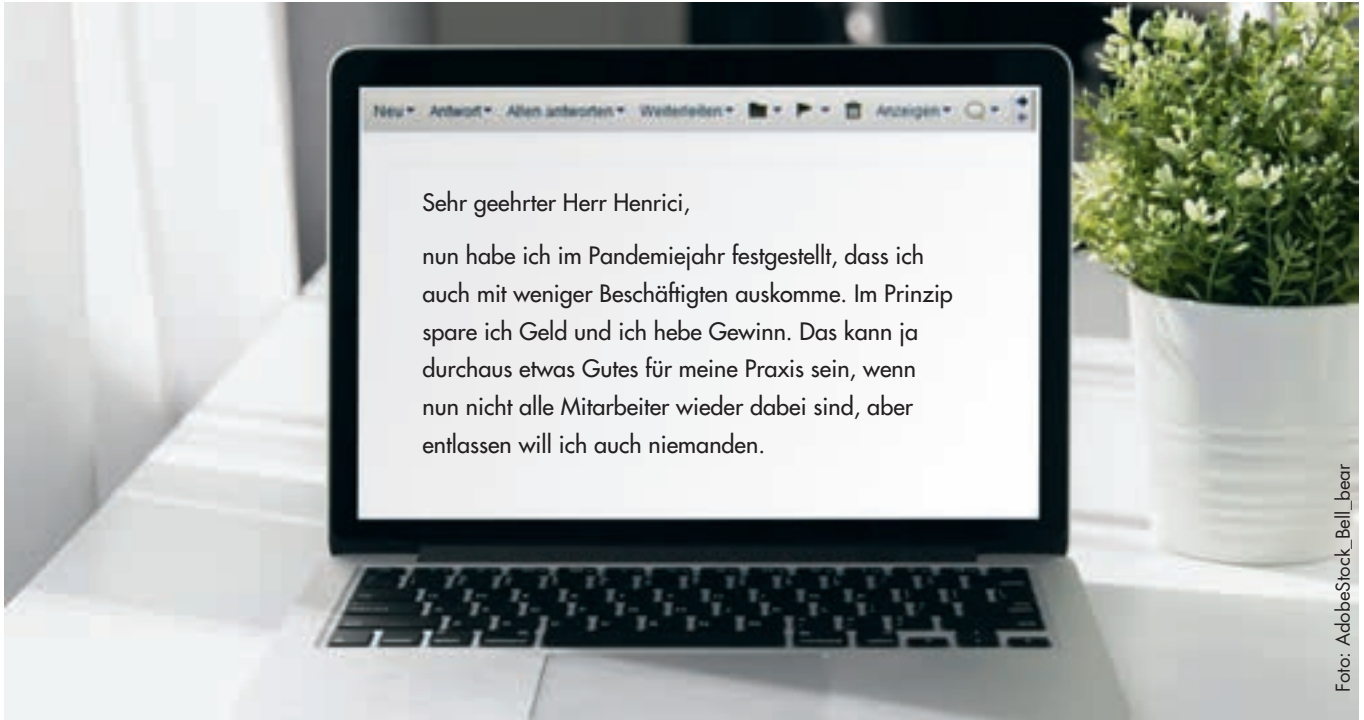 Neu Antwort Allen antworten Weiterleiten Anzeigen
Sehr geehrter Herr Henrici,
nun habe ich im Pandemiejahr festgestellt, dass ich
auch mit weniger Beschäftigten auskomme. Im Prinzip
spare ich Geld und ich hebe Gewinn. Das kann ja
durchaus etwas Gutes für meine Praxis sein, wenn
nun nicht alle Mitarbeiter wieder dabei sind, aber
entlassen will ich auch niemanden.
Foto: AdobeStock_Bell_bear